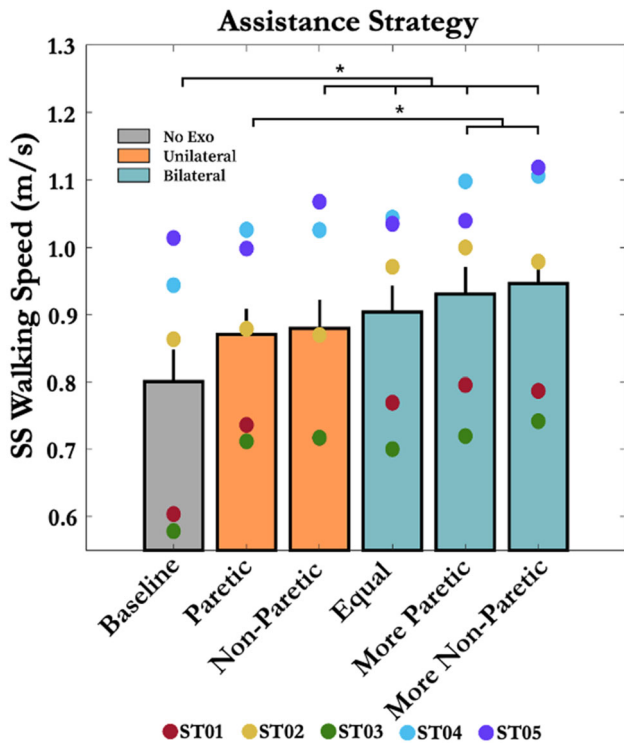 Assistance Strategy
SS Walking Speed (m/s)
1.3
1.2
1.1
1.0
0.9
0.8
0.7
0.6
*
*
No Exo
Unilateral
Bilateral
Baseline
Paretic
Non-Paretic
Equal
More Paretic
More Non-Paretic
ST01 ST02 ST03 ST04 ST05